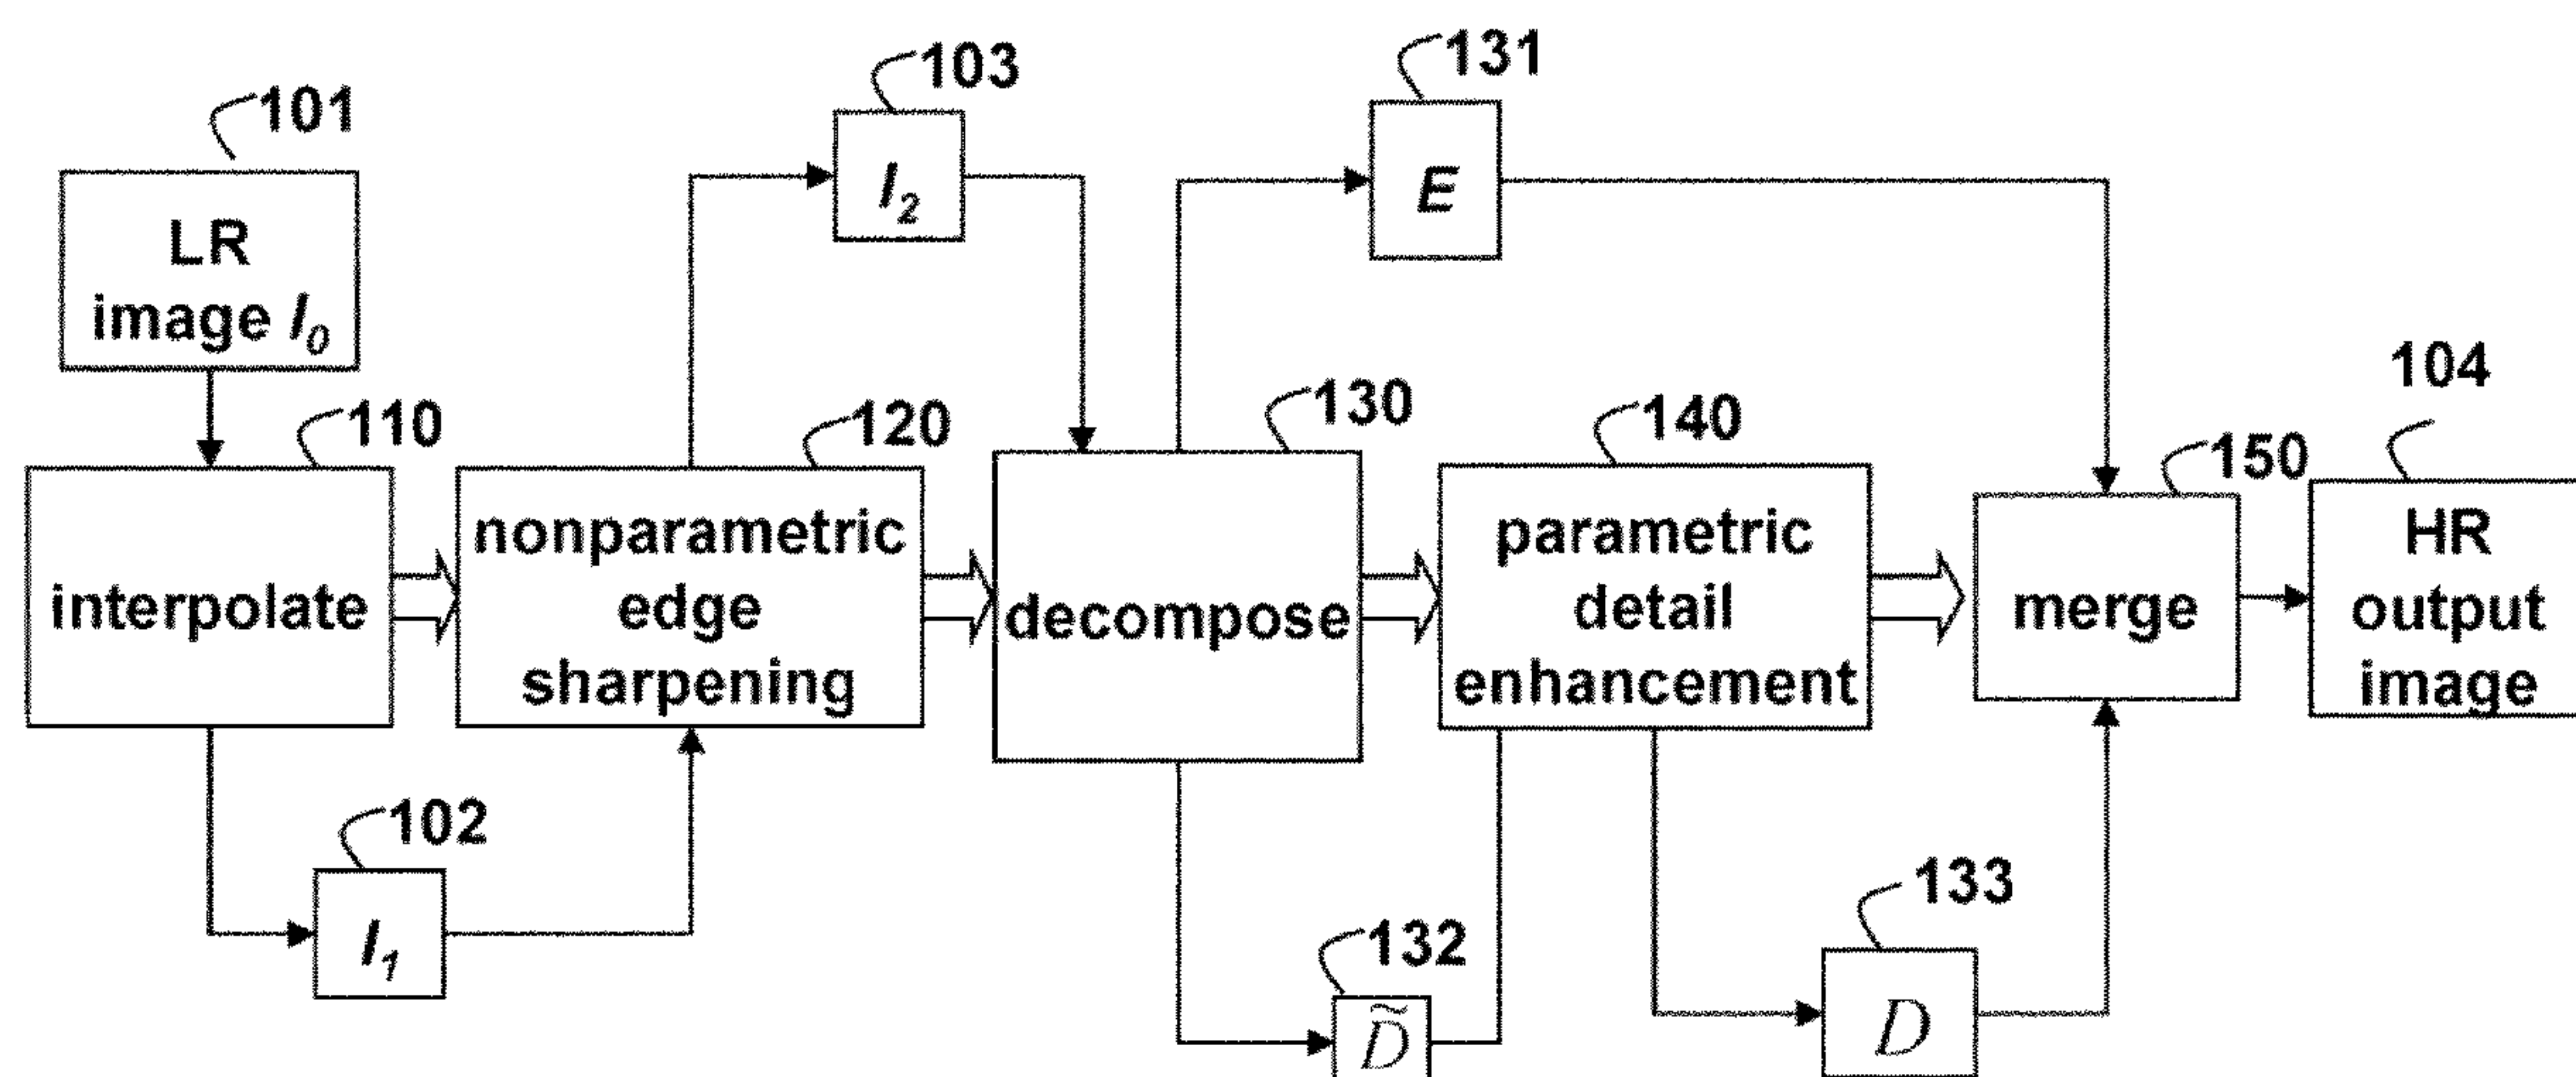 101
LR
image I₀
103
I₂
131
E
104
HR
output
image
110
interpolate
120
nonparametric
edge
sharpening
130
decompose
140
parametric
detail
enhancement
150
merge
102
I₁
132
D̃
133
D